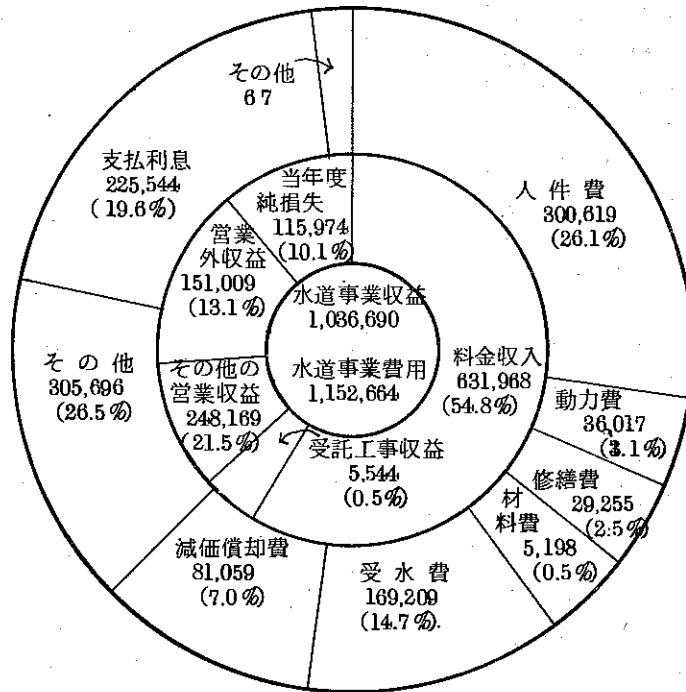 その他
67
支払利息
225,544
(19.6%)
当年度
純損失
115,974
(10.1%)
人件費
300,619
(26.1%)
営業
外収益
151,009
(13.1%)
水道事業収益
1,036,690
水道事業費用
1,152,664
料金収入
631,968
(54.8%)
その他
305,696
(26.5%)
その他の
営業収益
248,169
(21.5%)
受託工事収益
5,544
(0.5%)
動力費
36,017
(3.1%)
修繕費
29,255
(2.5%)
材
料費
5,198
(0.5%)
減価償却費
81,059
(7.0%)
受水費
169,209
(14.7%)